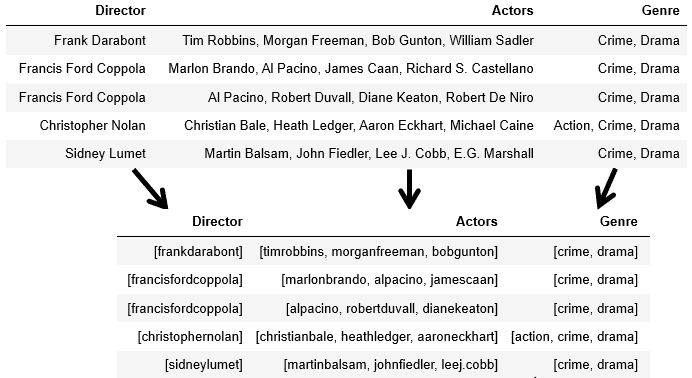 Director Actors Genre
Frank Darabont Tim Robbins, Morgan Freeman, Bob Gunton, William Sadler Crime, Drama
Francis Ford Coppola Marlon Brando, Al Pacino, James Caan, Richard S. Castellano Crime, Drama
Francis Ford Coppola Al Pacino, Robert Duvall, Diane Keaton, Robert De Niro Crime, Drama
Christopher Nolan Christian Bale, Heath Ledger, Aaron Eckhart, Michael Caine Action, Crime, Drama
Sidney Lumet Martin Balsam, John Fiedler, Lee J. Cobb, E.G. Marshall Crime, Drama
Director Actors Genre
[frankdarabont] [timrobbins, morganfreeman, bobgunton] [crime, drama]
[francisfordcoppola] [marlonbrando, alpacino, jamescaan] [crime, drama]
[francisfordcoppola] [alpacino, robertduvall, dianekeaton] [crime, drama]
[christophernolan] [christianbale, heathledger, aaroneckhart] [action, crime, drama]
[sidneylumet] [martinbalsam, johnfiedler, leej.cobb] [crime, drama]